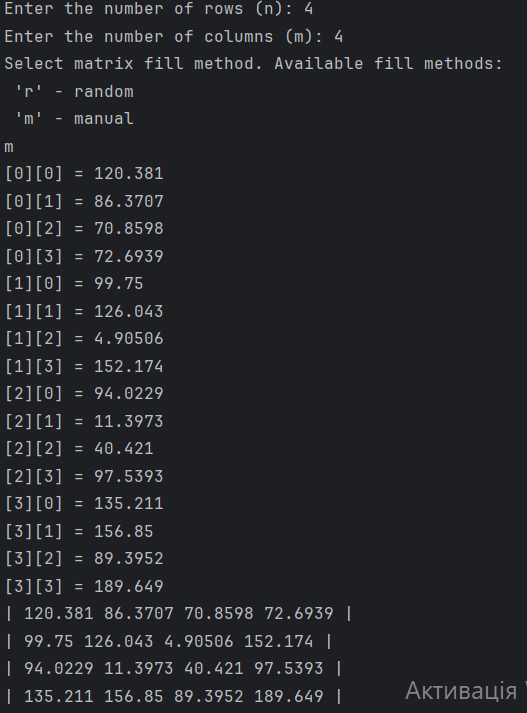 Enter the number of rows (n): 4
Enter the number of columns (m): 4
Select matrix fill method. Available fill methods:
 'r' - random
 'm' - manual
m
[0][0] = 120.381
[0][1] = 86.3707
[0][2] = 70.8598
[0][3] = 72.6939
[1][0] = 99.75
[1][1] = 126.043
[1][2] = 4.90506
[1][3] = 152.174
[2][0] = 94.0229
[2][1] = 11.3973
[2][2] = 40.421
[2][3] = 97.5393
[3][0] = 135.211
[3][1] = 156.85
[3][2] = 89.3952
[3][3] = 189.649
| 120.381 86.3707 70.8598 72.6939 |
| 99.75 126.043 4.90506 152.174 |
| 94.0229 11.3973 40.421 97.5393 |
| 135.211 156.85 89.3952 189.649 |
Активація